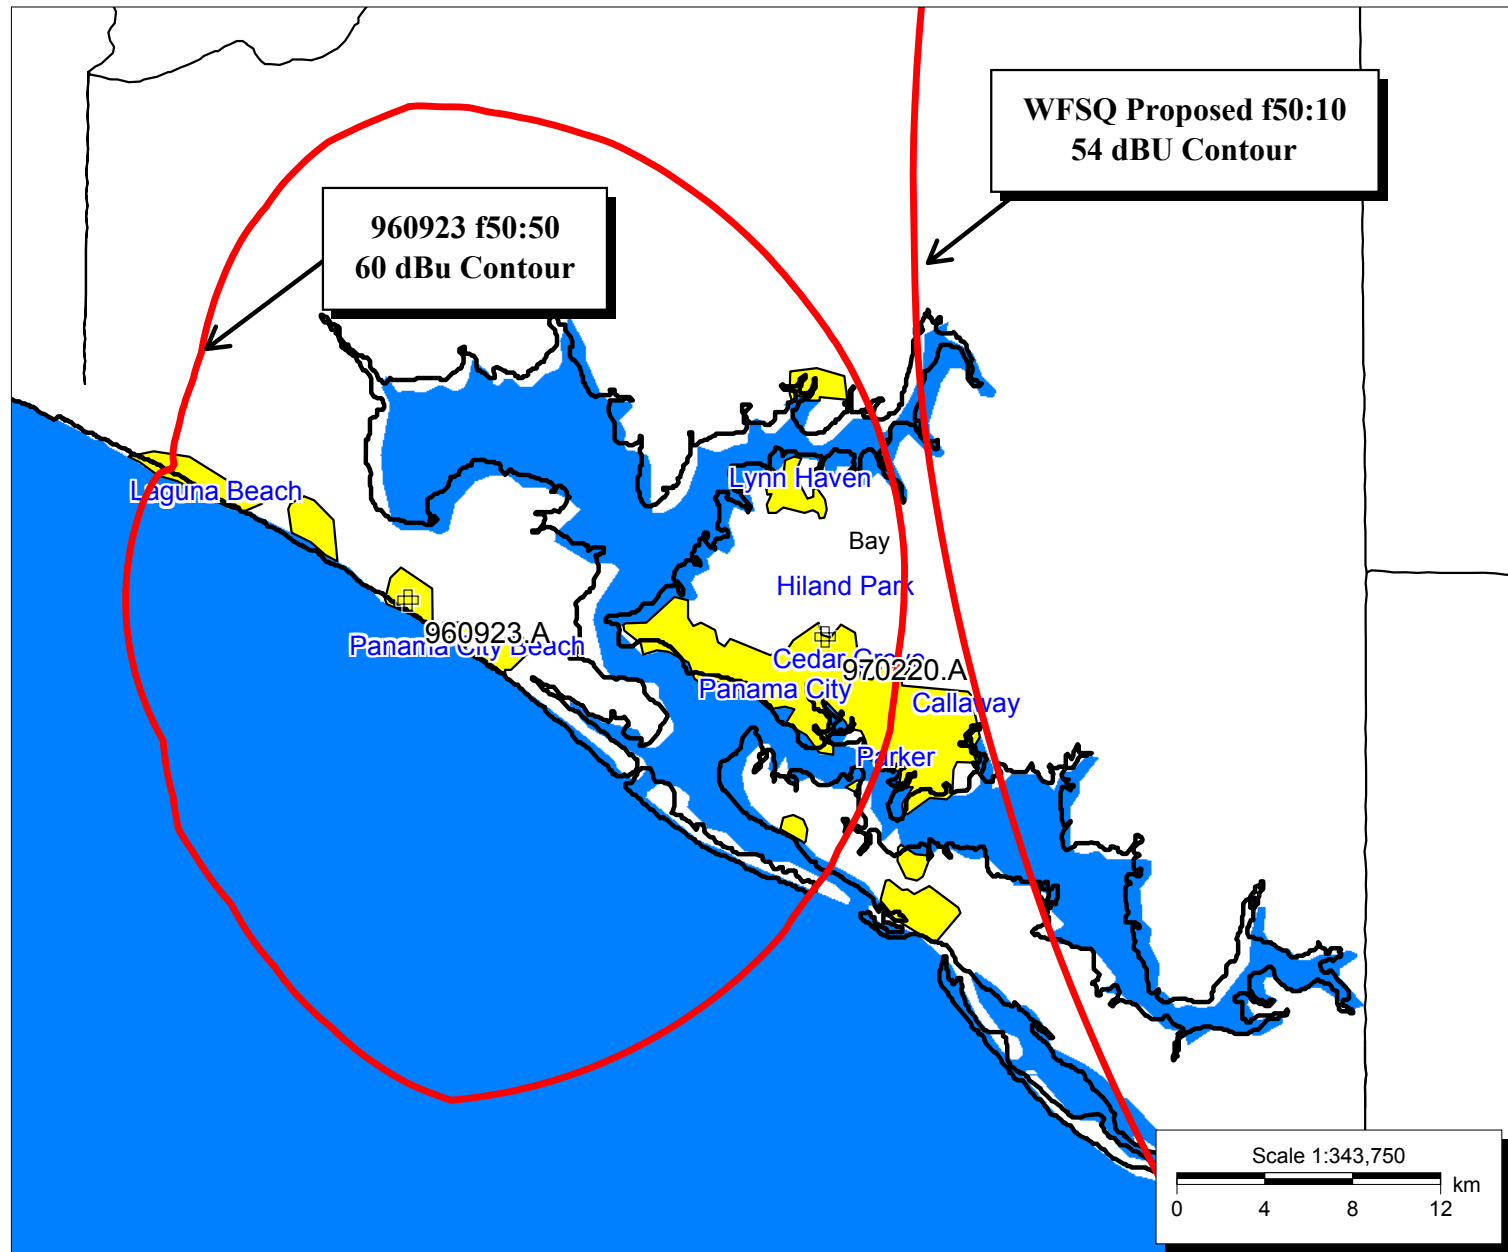 WFSQ Proposed f50:10
54 dBU Contour
960923 f50:50
60 dBu Contour
Laguna Beach
Lynn Haven
Bay
Hiland Park
960923.A
Panama City Beach
Cedar Grove
970220.A
Panama City
Callaway
Parker
Scale 1:343,750
km
0 4 8 12